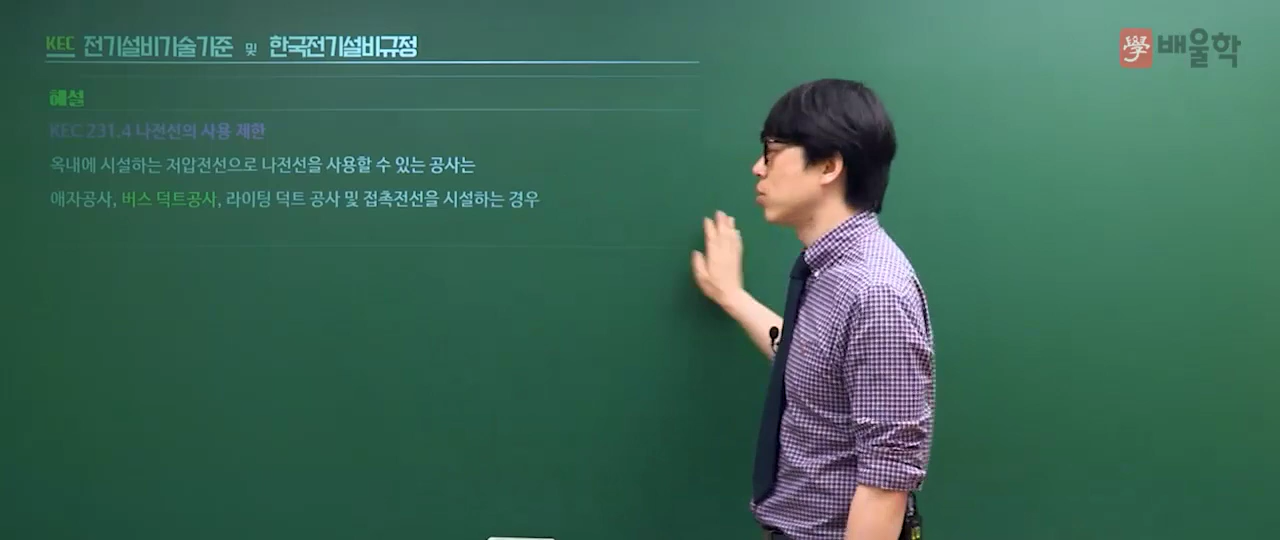 KEC 전기설비기술기준 및 한국전기설비규정
學 배울학
해설
KEC 231.4 나전선의 사용 제한
옥내에 시설하는 저압전선으로 나전선을 사용할 수 있는 공사는
애자공사, 버스 덕트공사, 라이팅 덕트 공사 및 접촉전선을 시설하는 경우